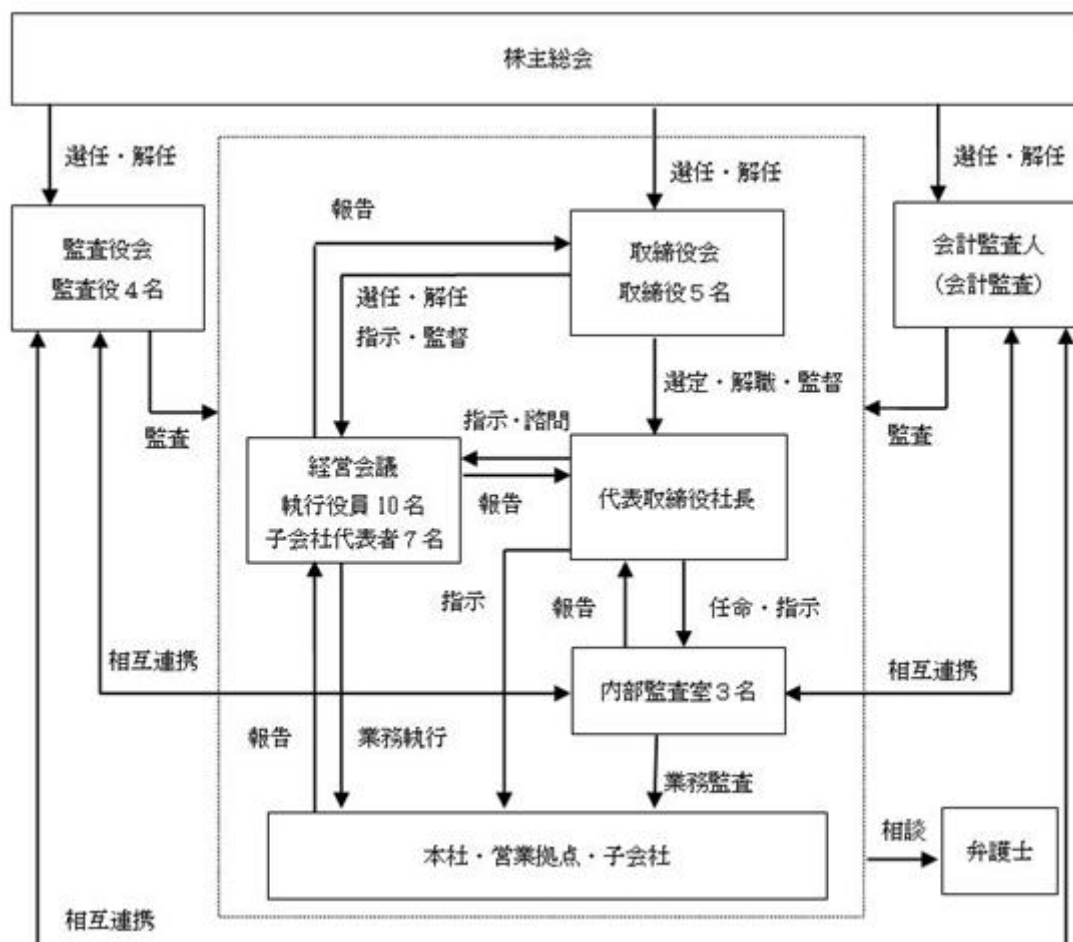 株主総会
選任・解任
選任・解任
選任・解任
報告
監査役会
監査役4名
取締役会
取締役5名
会計監査人
(会計監査)
選任・解任
指示・監督
選定・解職・監督
監査
監査
指示・諮問
経営会議
執行役員10名
子会社代表者7名
報告
代表取締役社長
指示
報告
任命・指示
相互連携
内部監査室3名
相互連携
報告
業務執行
業務監査
本社・営業拠点・子会社
相談
弁護士
相互連携